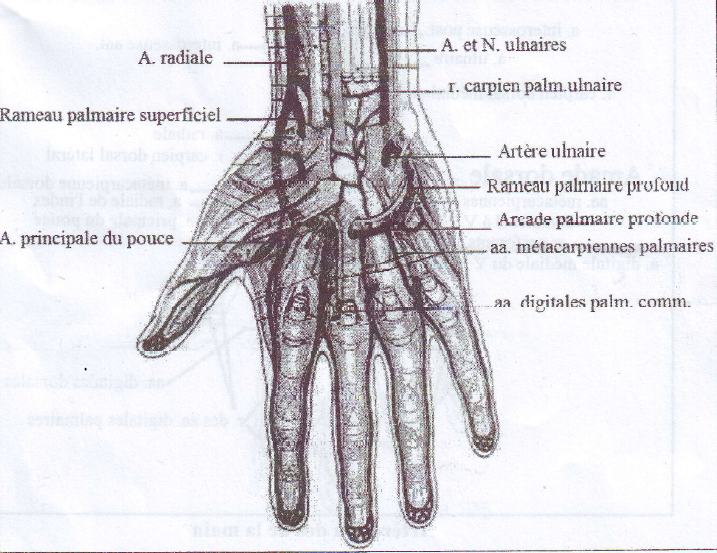 A. radiale
Rameau palmaire superficiel
A. principale du pouce
A. et N. ulnaires
r. carpien palm.ulnaire
Artère ulnaire
Rameau palmaire profond
Arcade palmaire profonde
aa. métacarpiennes palmaires
aa digitales palm. comm.